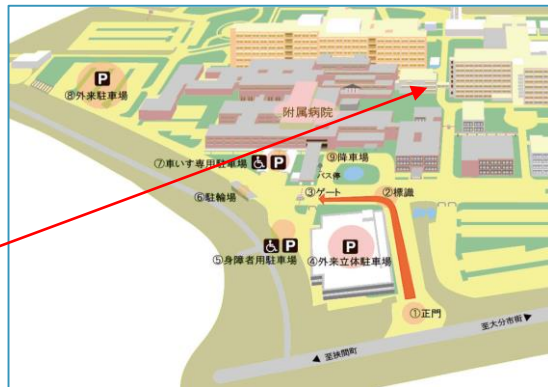 P
⑧外来駐車場
附属病院
⑦車いす専用駐車場 P
⑨降車場
バス停
③ゲート
②標識
⑥駐輪場
P
⑤身障者用駐車場
P
④外来立体駐車場
①正門
至大分市街
至挾間町